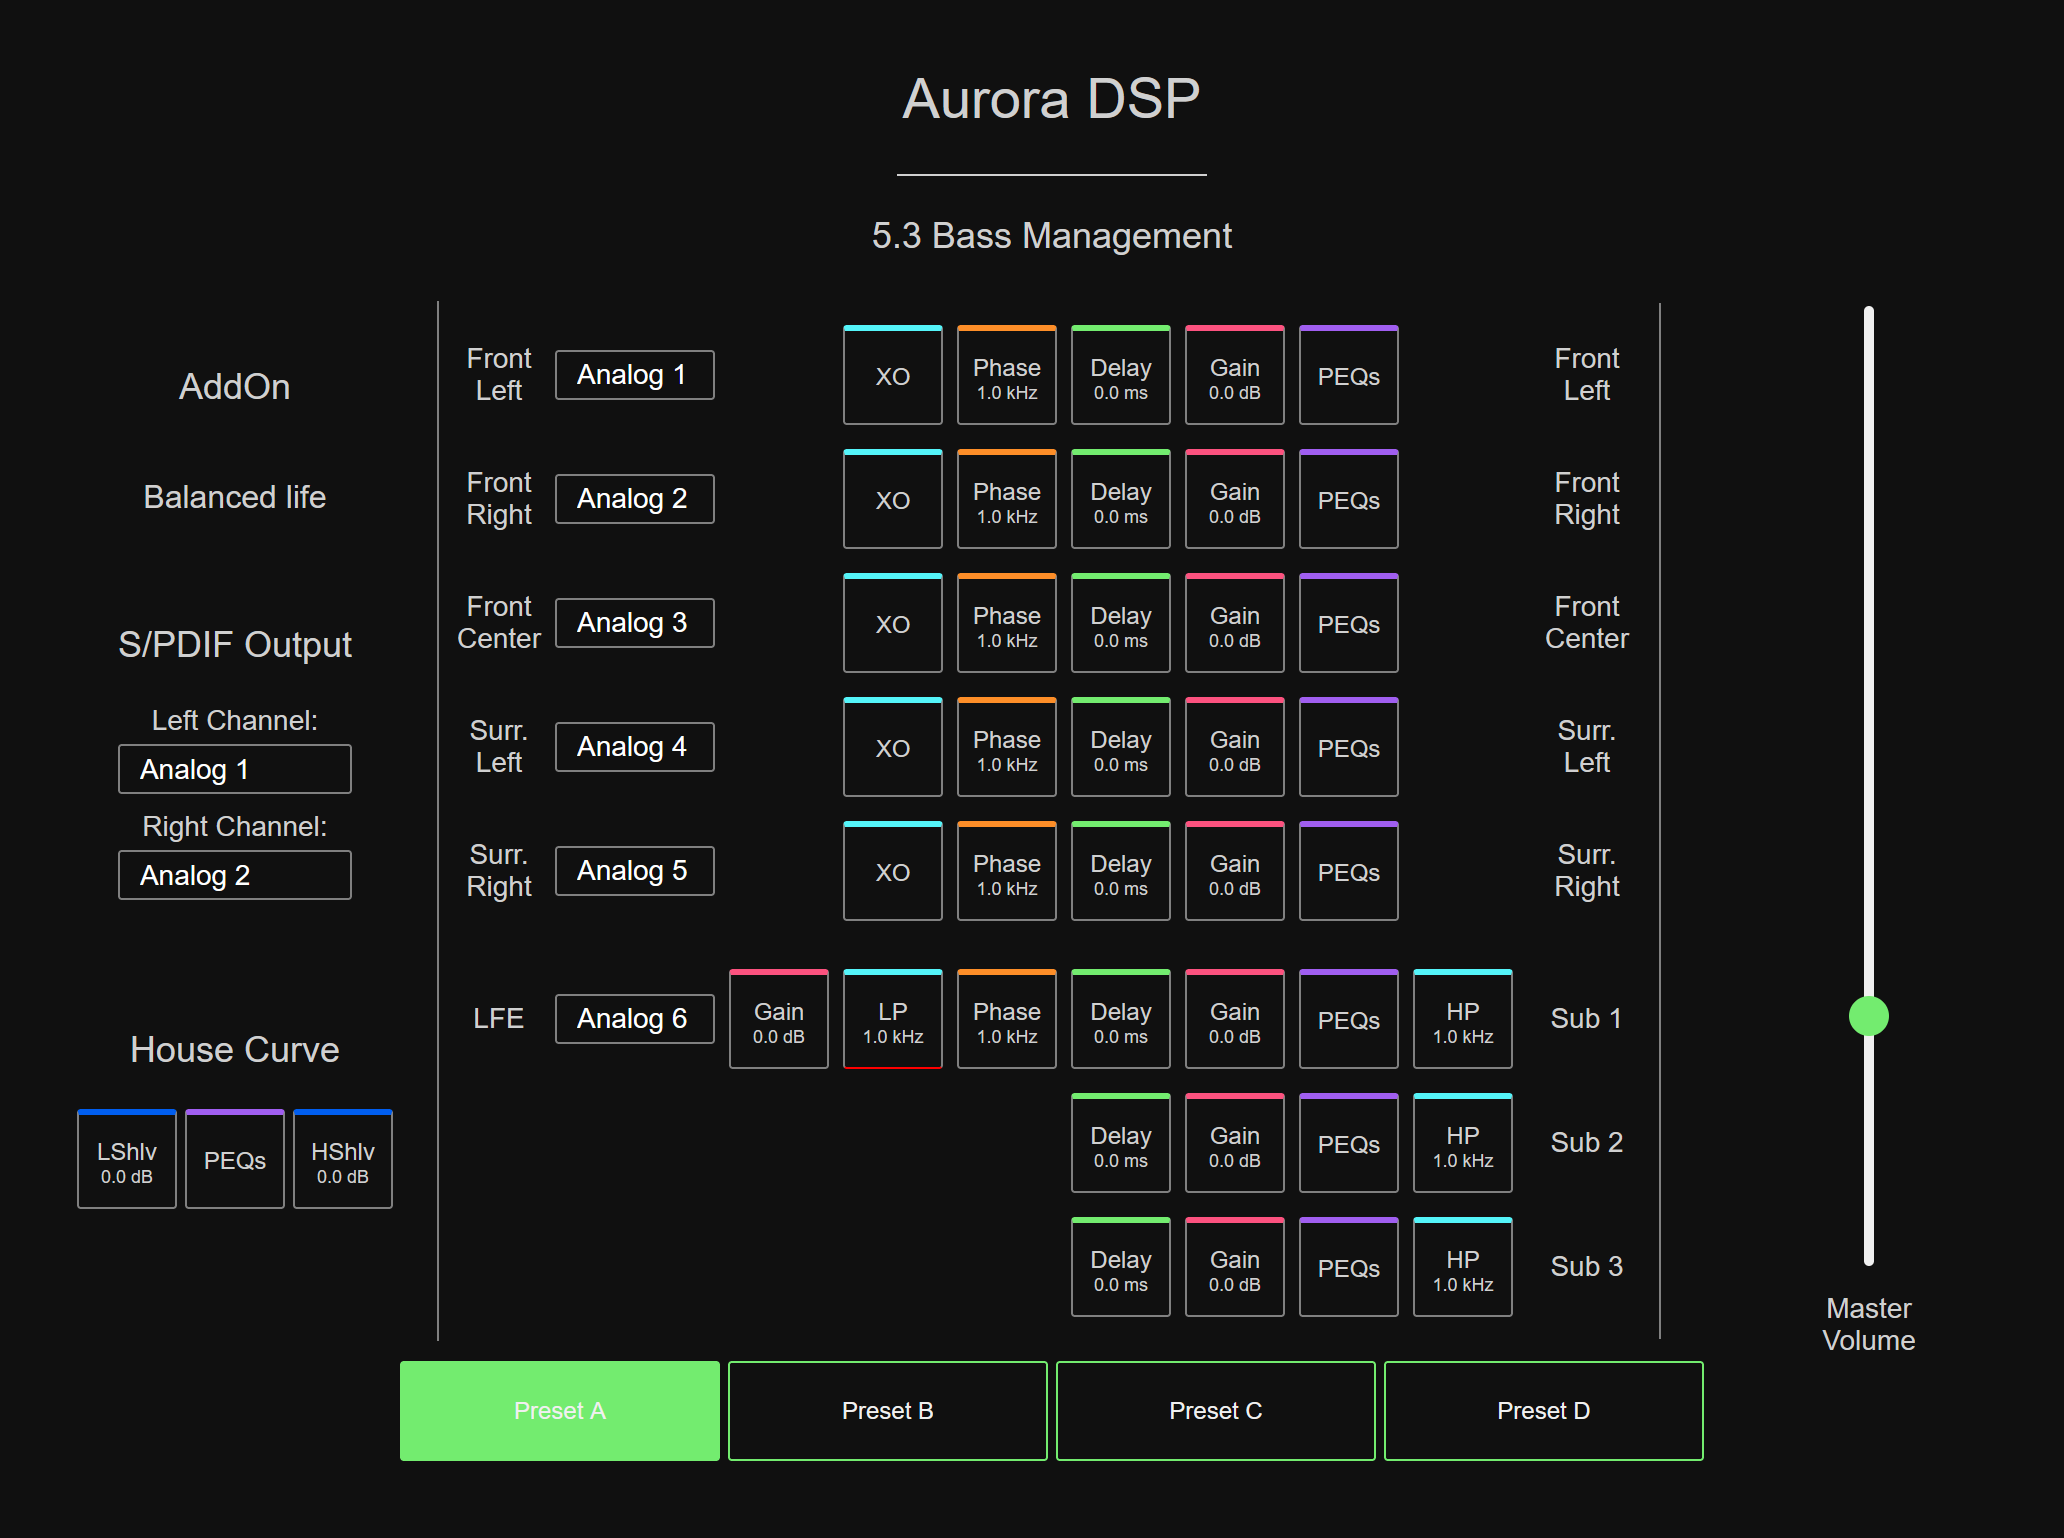 Aurora DSP
5.3 Bass Management
AddOn
Balanced life
S/PDIF Output
Left Channel:
Analog 1
Right Channel:
Analog 2
House Curve
LShlv
0.0 dB
PEQs
HShlv
0.0 dB
Front
Left
Analog 1
XO
Phase
1.0 kHz
Delay
0.0 ms
Gain
0.0 dB
PEQs
Front
Left
Front
Right
Analog 2
XO
Phase
1.0 kHz
Delay
0.0 ms
Gain
0.0 dB
PEQs
Front
Right
Front
Center
Analog 3
XO
Phase
1.0 kHz
Delay
0.0 ms
Gain
0.0 dB
PEQs
Front
Center
Surr.
Left
Analog 4
XO
Phase
1.0 kHz
Delay
0.0 ms
Gain
0.0 dB
PEQs
Surr.
Left
Surr.
Right
Analog 5
XO
Phase
1.0 kHz
Delay
0.0 ms
Gain
0.0 dB
PEQs
Surr.
Right
LFE
Analog 6
Gain
0.0 dB
LP
1.0 kHz
Phase
1.0 kHz
Delay
0.0 ms
Gain
0.0 dB
PEQs
HP
1.0 kHz
Sub 1
Delay
0.0 ms
Gain
0.0 dB
PEQs
HP
1.0 kHz
Sub 2
Delay
0.0 ms
Gain
0.0 dB
PEQs
HP
1.0 kHz
Sub 3
Master
Volume
Preset A
Preset B
Preset C
Preset D